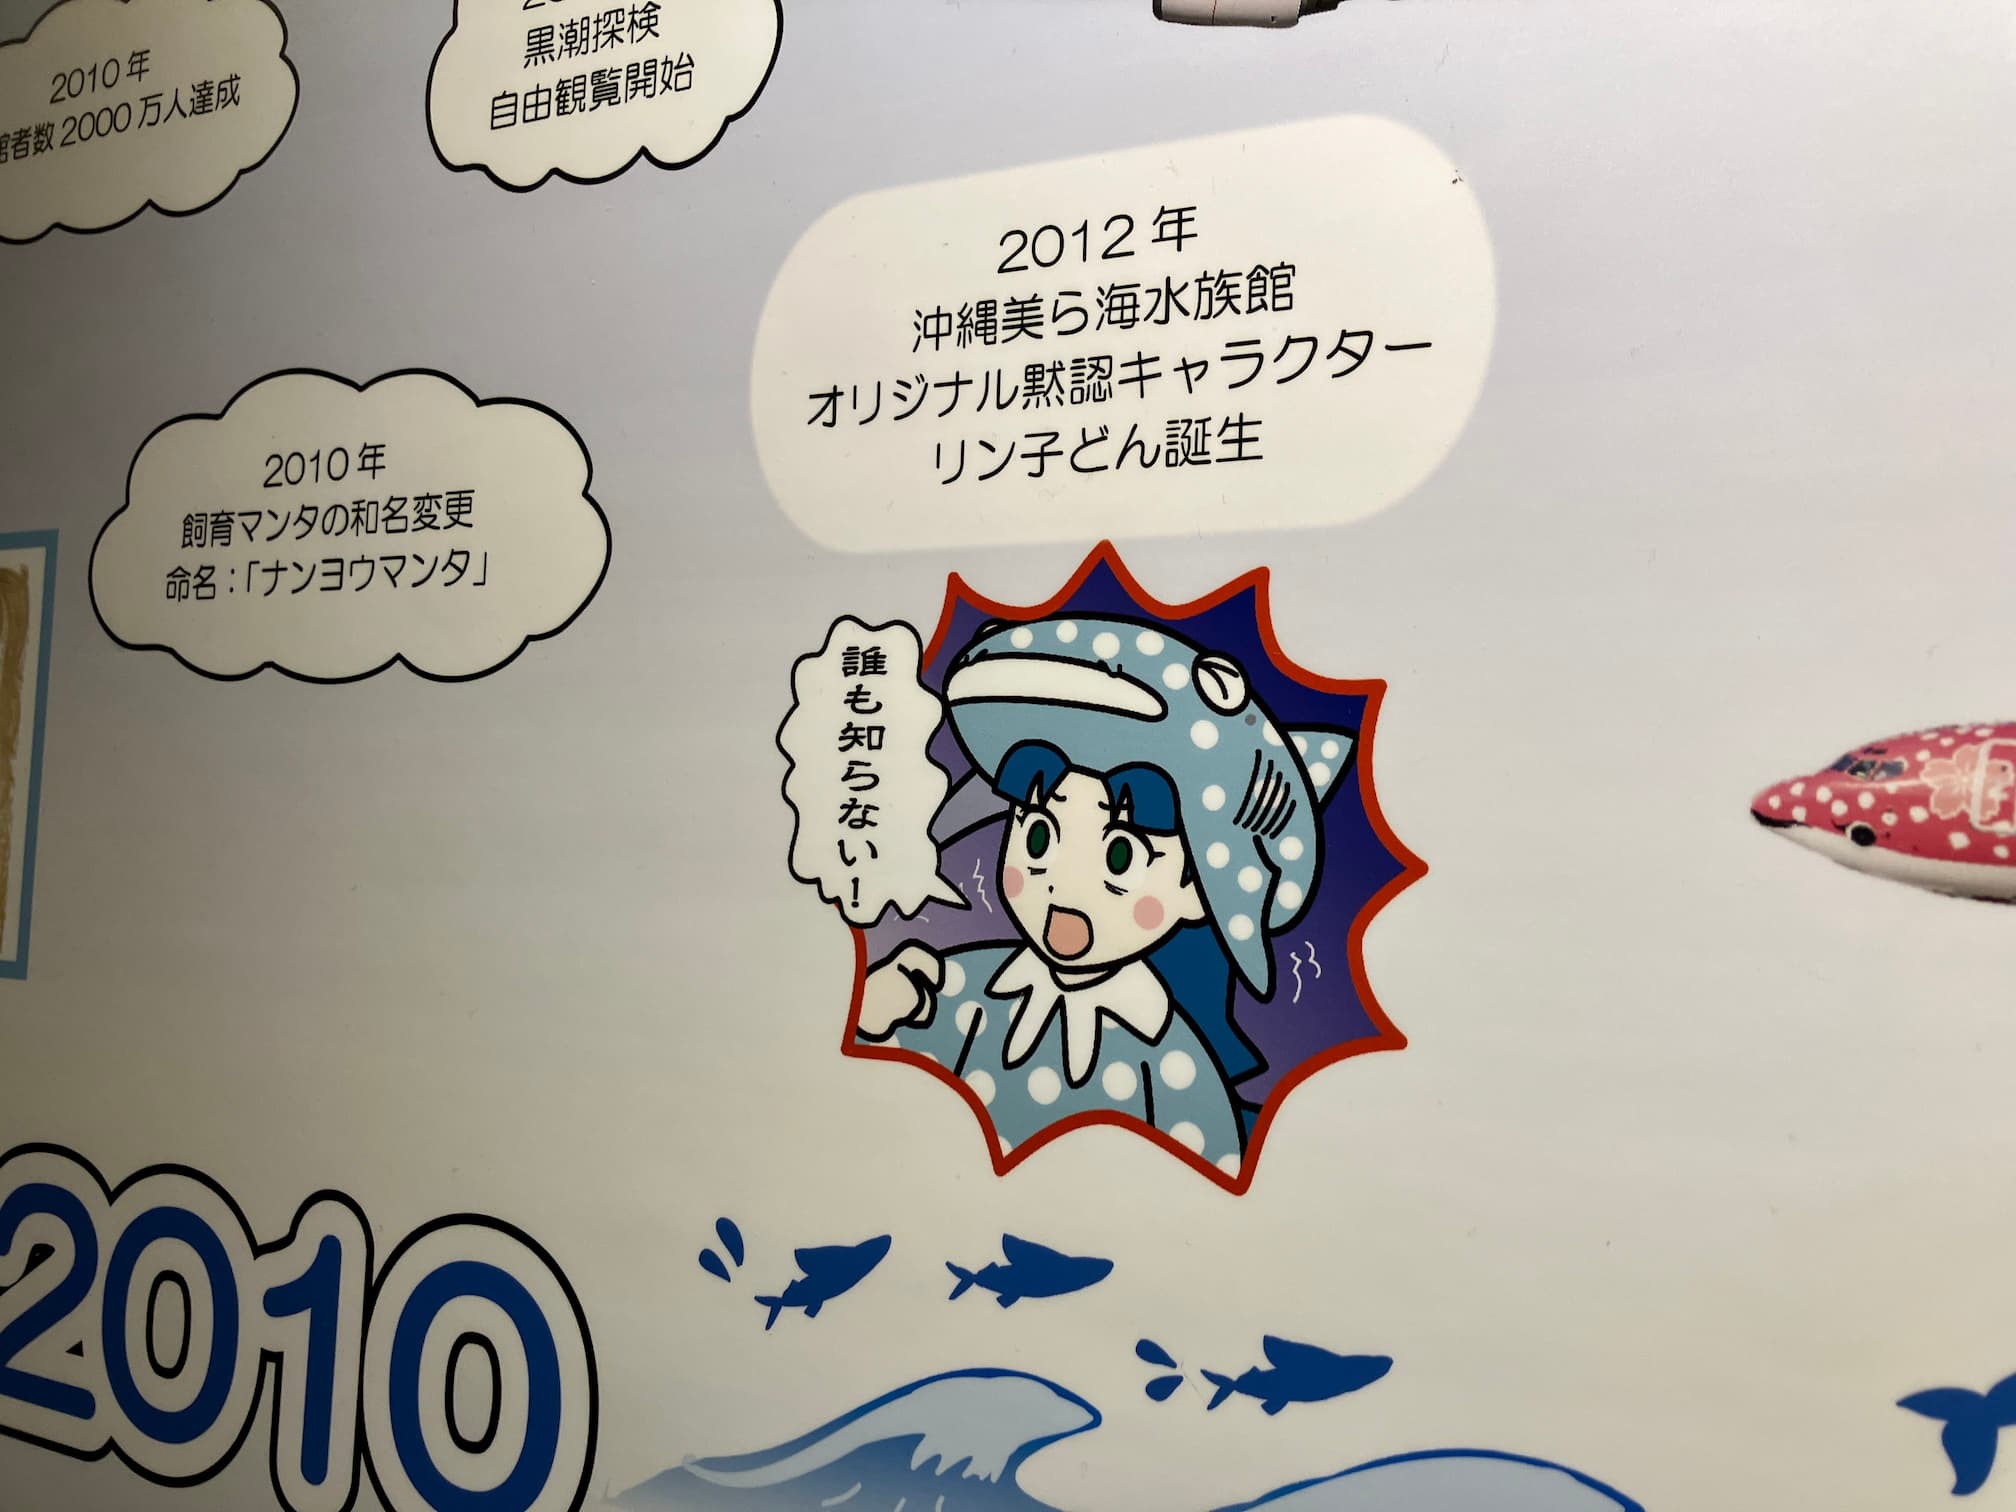 2010年
館者数2000万人達成
黒潮探検
自由観覧開始
2012年
沖縄美ら海水族館
オリジナル黙認キャラクター
リン子どん誕生
2010年
飼育マンタの和名変更
命名：「ナンヨウマンタ」
誰も知らない！
2010